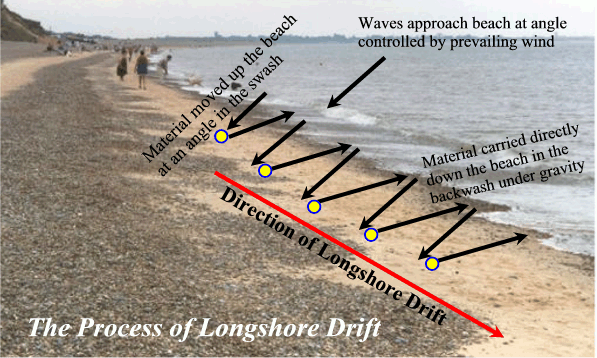 Waves approach beach at angle
controlled by prevailing wind
Material moved up the beach
at an angle in the swash
Material carried directly
down the beach in the
backwash under gravity
Direction of Longshore Drift
The Process of Longshore Drift